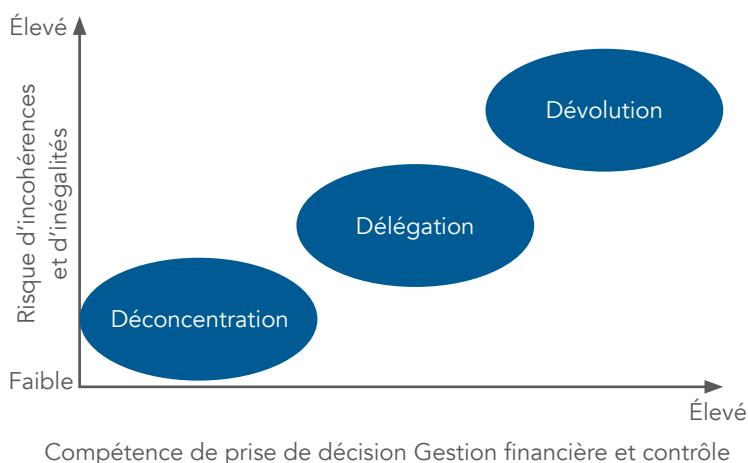 Élevé
Risque d'incohérences
et d'inégalités
Dévolution
Délégation
Déconcentration
Faible
Élevé
Compétence de prise de décision Gestion financière et contrôle